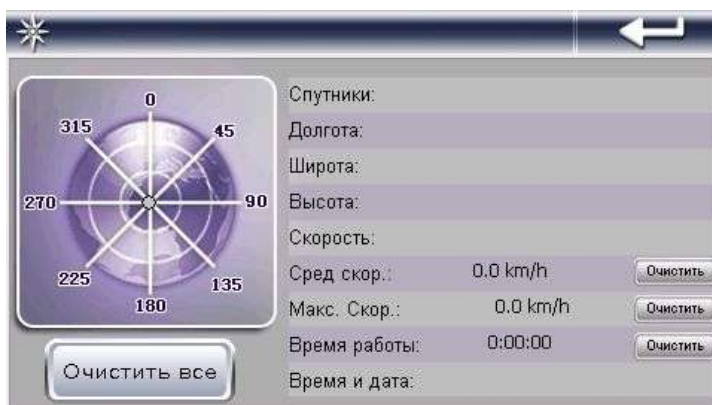 0
315 45
270 90
225 135
180
Очистить все
Спутники:
Долгота:
Широта:
Высота:
Скорость:
Сред скор.: 0.0 km/h Очистить
Макс. Скор.: 0.0 km/h Очистить
Время работы: 0:00:00 Очистить
Время и дата: